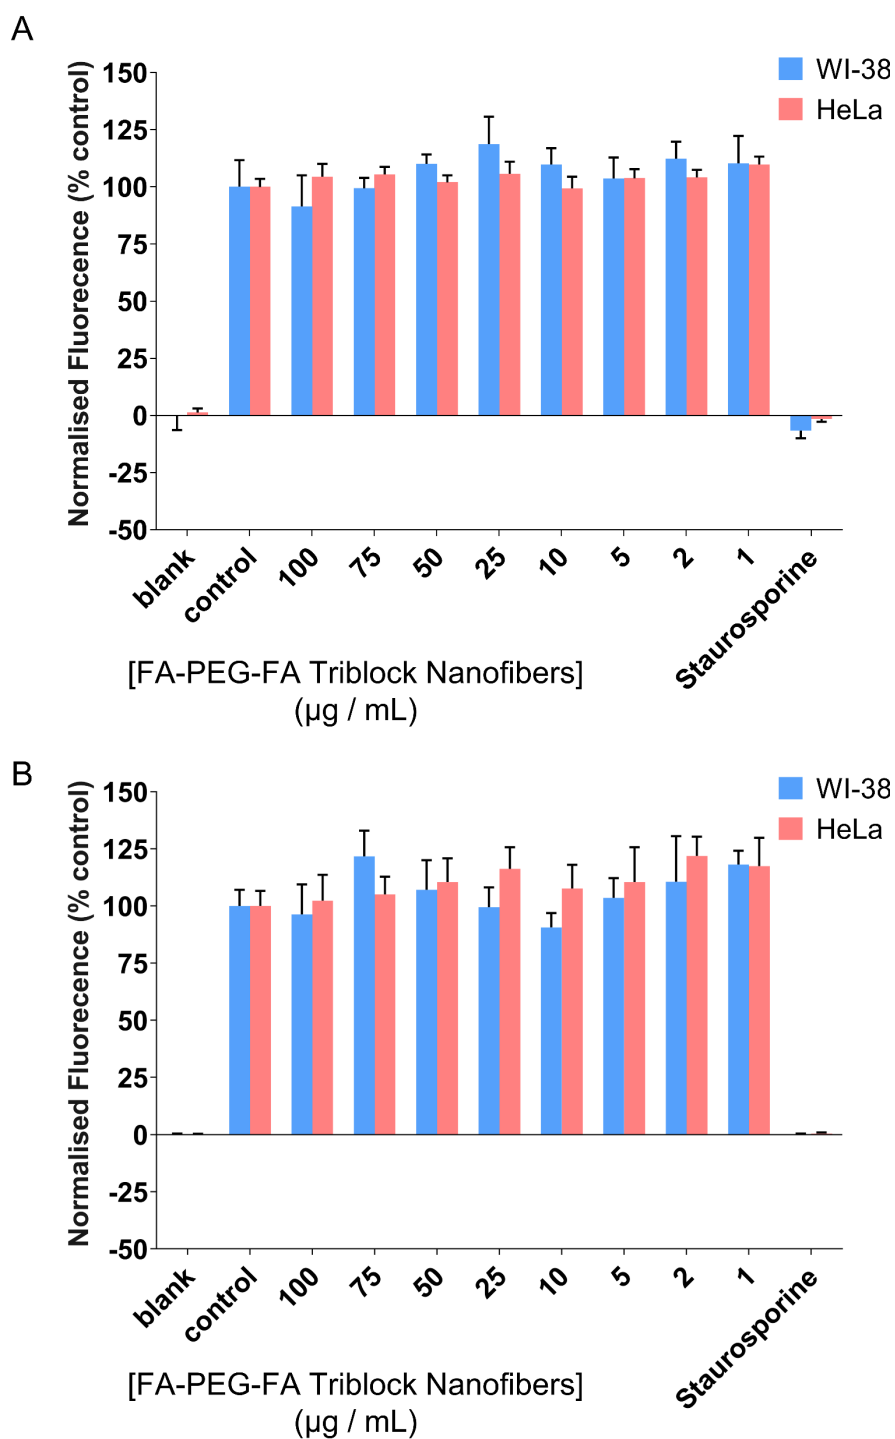 A
WI-38
HeLa
Normalised Fluorecence (% control)
150
125
100
75
50
25
0
-25
-50
blank
control
100
75
50
25
10
5
2
1
Staurosporine
[FA-PEG-FA Triblock Nanofibers]
(µg / mL)
B
WI-38
HeLa
Normalised Fluorecence (% control)
150
125
100
75
50
25
0
-25
-50
blank
control
100
75
50
25
10
5
2
1
Staurosporine
[FA-PEG-FA Triblock Nanofibers]
(µg / mL)